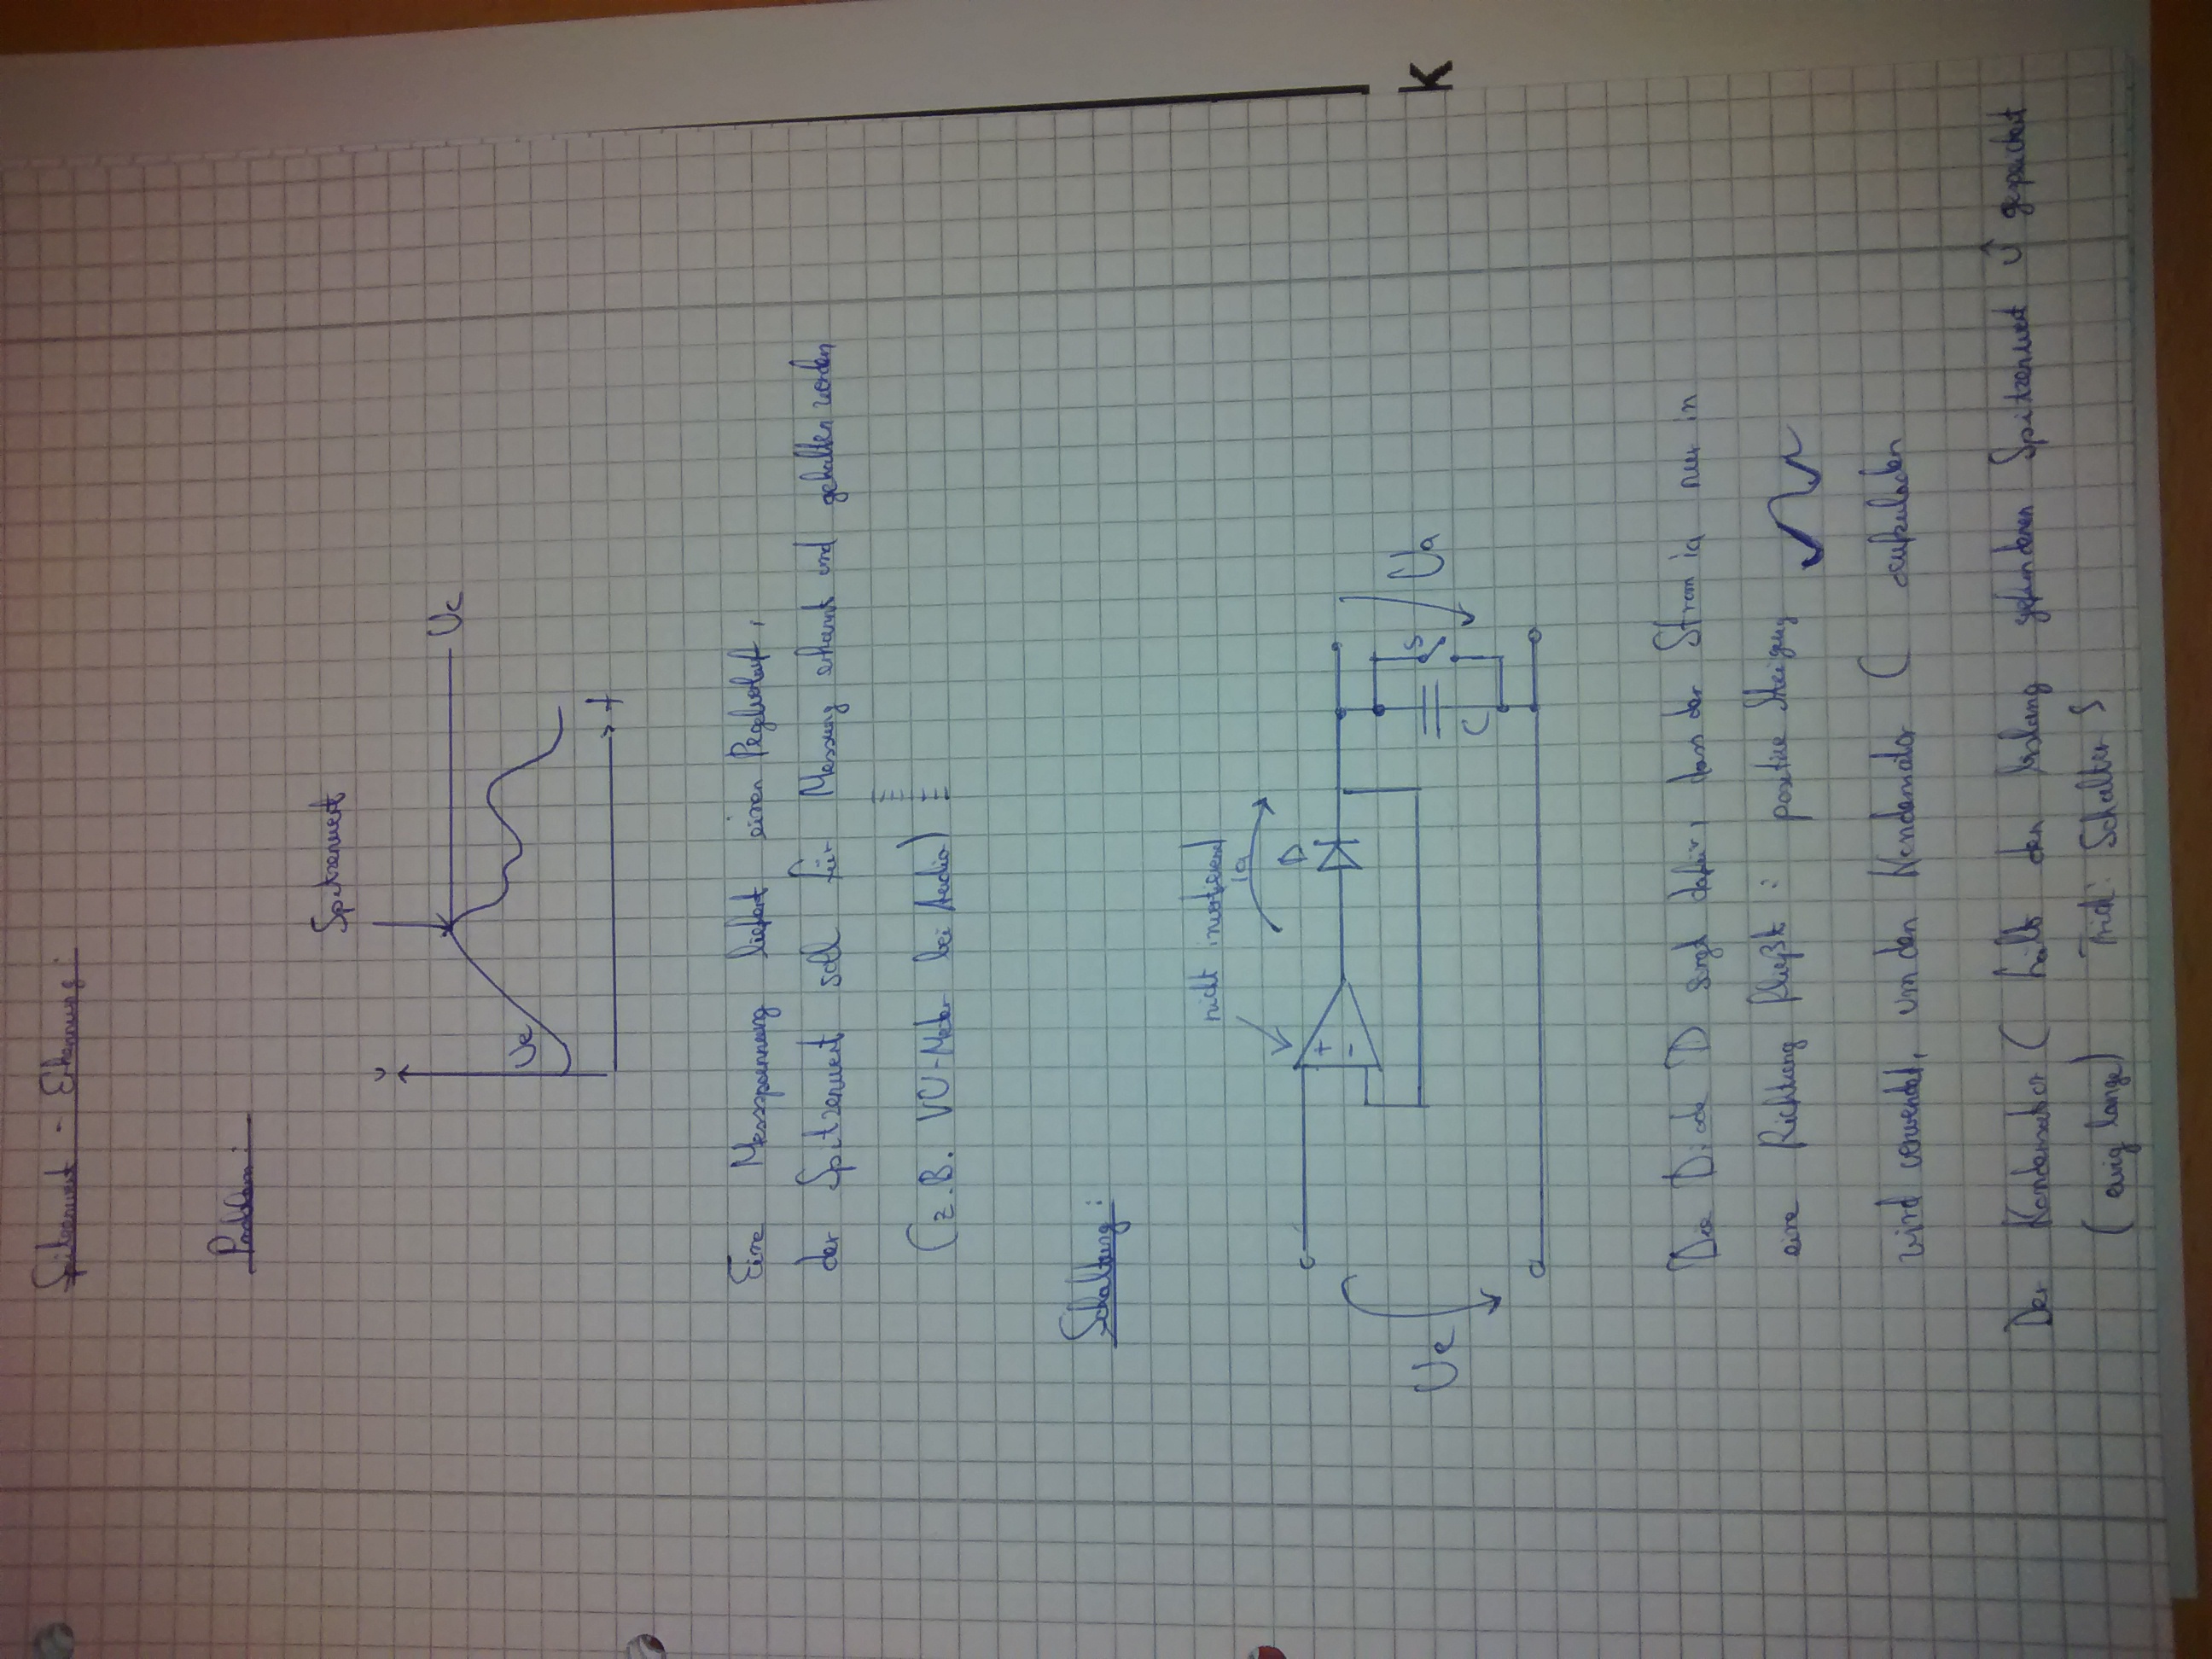 Spitzenwert - Erkennung:
Problem:
Spitzenwert
U
Uc
Ue
t
Eine Messspannung liefert einen Pegelverlauf,
der Spitzenwert soll für Messung erkannt und gehalten werden
(z.B. VU-Meter bei Audio)
Schaltung:
nicht invertierend
ia
D
+
-
S
C
Ue
Ua
Die Diode D sorgt dafür, dass der Strom ia nur in
eine Richtung fließt: positive Steigung
wird verwendet, um den Kondensator C aufzuladen
Der Kondensator C hält den bislang gefundenen Spitzenwert Û gepachert
(ewig lange) Schalter S
K